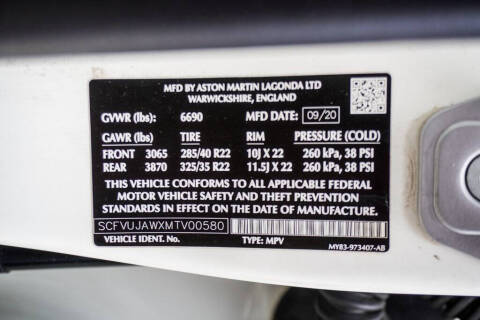 MFD BY ASTON MARTIN LAGONDA LTD
WARWICKSHIRE, ENGLAND
GVWR (lbs): 6690 MFD DATE: 09/20
GAWR (lbs) TIRE RIM PRESSURE (COLD)
FRONT 3065 285/40 R22 10J X 22 260 kPa, 38 PSI
REAR 3870 325/35 R22 11.5J X 22 260 kPa, 38 PSI
THIS VEHICLE CONFORMS TO ALL APPLICABLE FEDERAL
MOTOR VEHICLE SAFETY AND THEFT PREVENTION
STANDARDS IN EFFECT ON THE DATE OF MANUFACTURE SHOWN ABOVE.
SCFVUJAWXMTV00580
VEHICLE IDENT. NO.: TYPE: MPV MY83-973407-AB